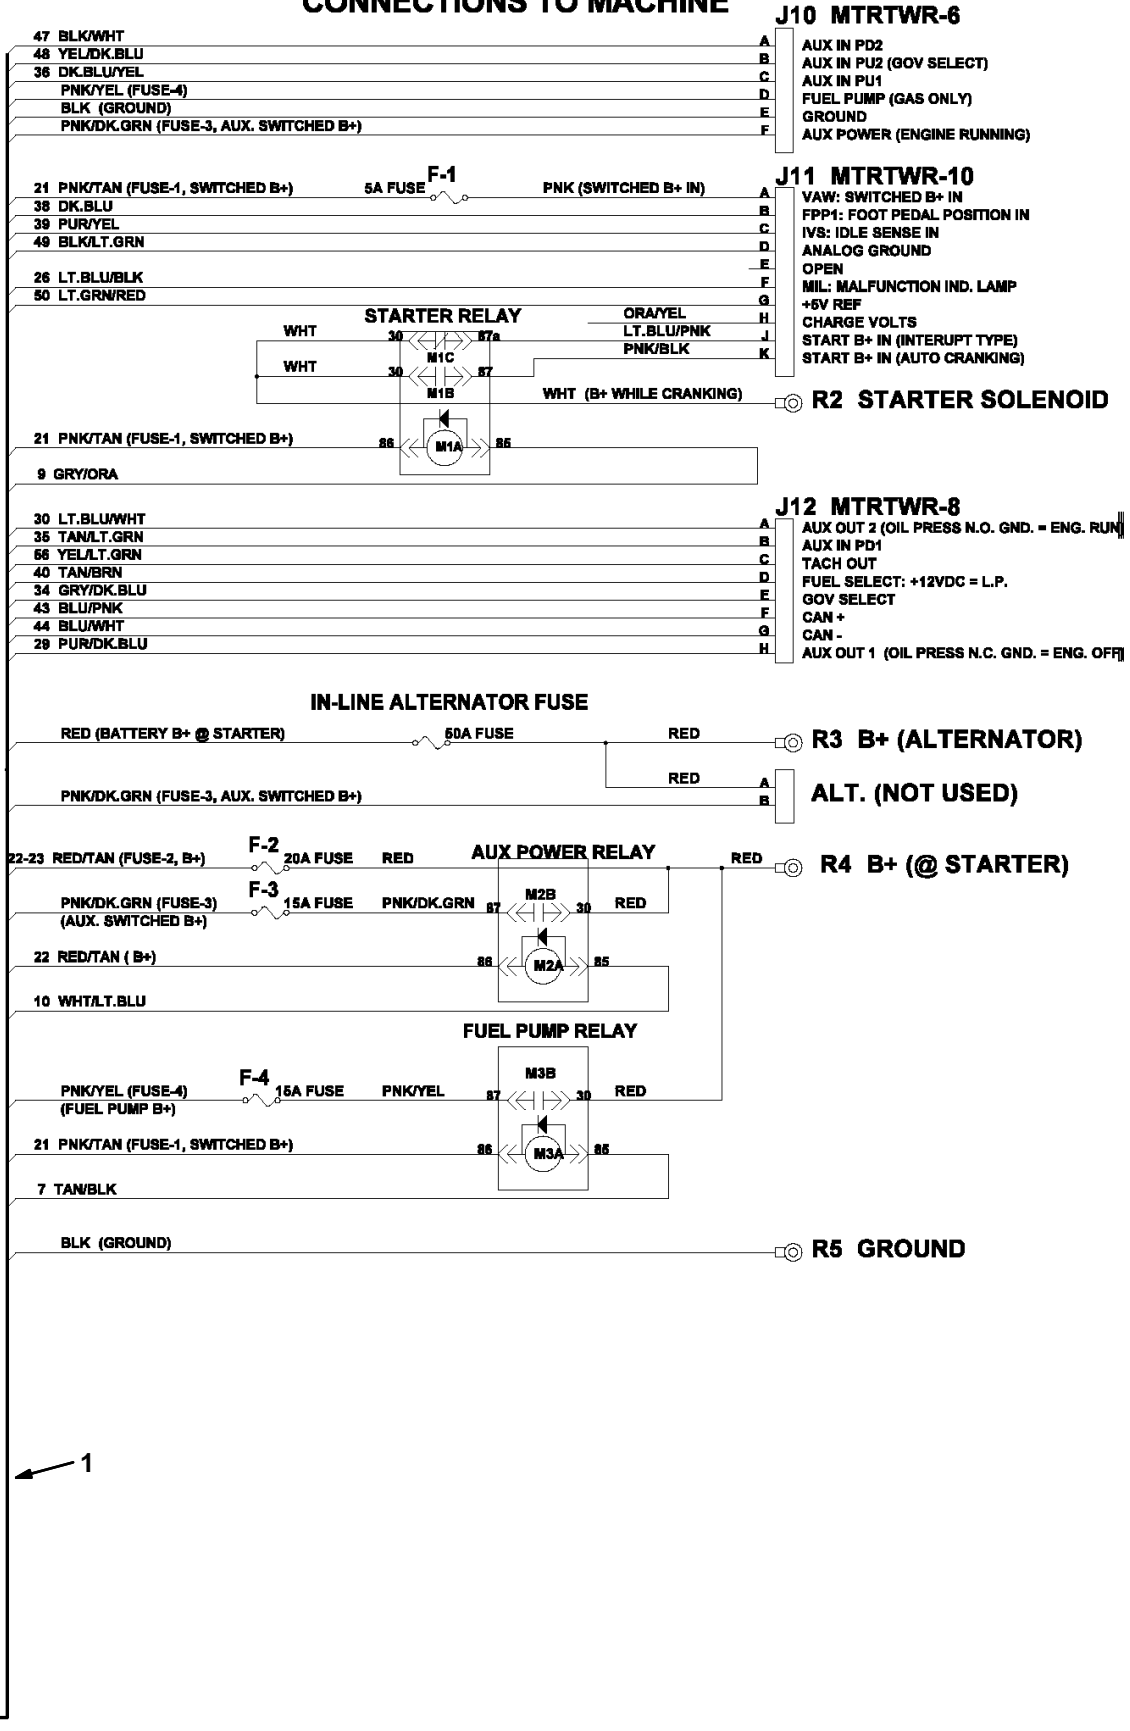 CONNECTIONS TO MACHINE
J10 MTRTWR-6
47 BLK/WHT A AUX IN PD2
48 YEL/DK.BLU B AUX IN PU2 (GOV SELECT)
36 DK.BLU/YEL C AUX IN PU1
PNK/YEL (FUSE-4) D FUEL PUMP (GAS ONLY)
BLK (GROUND) E GROUND
PNK/DK.GRN (FUSE-3, AUX. SWITCHED B+) F AUX POWER (ENGINE RUNNING)
F-1 J11 MTRTWR-10
21 PNK/TAN (FUSE-1, SWITCHED B+) 5A FUSE PNK (SWITCHED B+ IN) A VAW: SWITCHED B+ IN
38 DK.BLU B FPP1: FOOT PEDAL POSITION IN
39 PUR/YEL C IVS: IDLE SENSE IN
49 BLK/LT.GRN D ANALOG GROUND
E OPEN
26 LT.BLU/BLK F MIL: MALFUNCTION IND. LAMP
50 LT.GRN/RED G +5V REF
STARTER RELAY ORA/YEL H CHARGE VOLTS
WHT 30 87a LT.BLU/PNK J START B+ IN (INTERUPT TYPE)
M1C PNK/BLK K START B+ IN (AUTO CRANKING)
WHT 30 87
M1B WHT (B+ WHILE CRANKING) R2 STARTER SOLENOID
21 PNK/TAN (FUSE-1, SWITCHED B+) 86 M1A 85
9 GRY/ORA
J12 MTRTWR-8
30 LT.BLU/WHT A AUX OUT 2 (OIL PRESS N.O. GND. = ENG. RUN)
35 TAN/LT.GRN B AUX IN PD1
56 YEL/LT.GRN C TACH OUT
40 TAN/BRN D FUEL SELECT: +12VDC = L.P.
34 GRY/DK.BLU E GOV SELECT
43 BLU/PNK F CAN +
44 BLU/WHT G CAN -
29 PUR/DK.BLU H AUX OUT 1 (OIL PRESS N.C. GND. = ENG. OFF)
IN-LINE ALTERNATOR FUSE
RED (BATTERY B+ @ STARTER) 50A FUSE RED R3 B+ (ALTERNATOR)
RED A ALT. (NOT USED)
PNK/DK.GRN (FUSE-3, AUX. SWITCHED B+) B
F-2 AUX POWER RELAY
22-23 RED/TAN (FUSE-2, B+) 20A FUSE RED RED R4 B+ (@ STARTER)
F-3 M2B
PNK/DK.GRN (FUSE-3) 15A FUSE PNK/DK.GRN 87 30 RED
(AUX. SWITCHED B+)
22 RED/TAN ( B+) 86 M2A 85
10 WHT/LT.BLU
FUEL PUMP RELAY
F-4 M3B
PNK/YEL (FUSE-4) 15A FUSE PNK/YEL 87 30 RED
(FUEL PUMP B+)
21 PNK/TAN (FUSE-1, SWITCHED B+) 86 M3A 85
7 TAN/BLK
BLK (GROUND) R5 GROUND
1